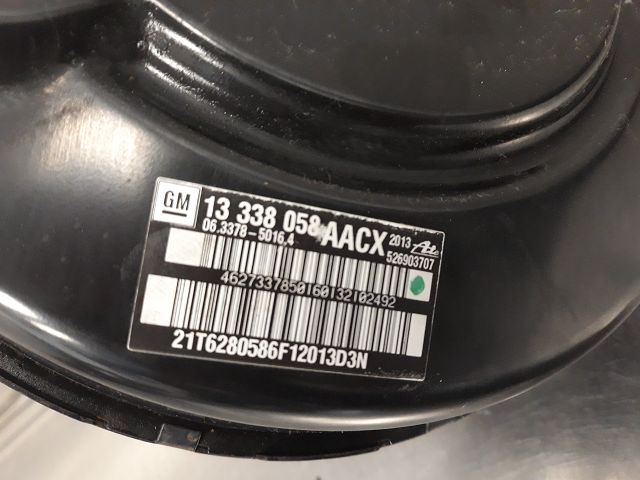 GM 13 338 058 AACX 2013 Ate
06.3378-5016.4 526903707
4627337850160132102492
21T6280586F12013D3N